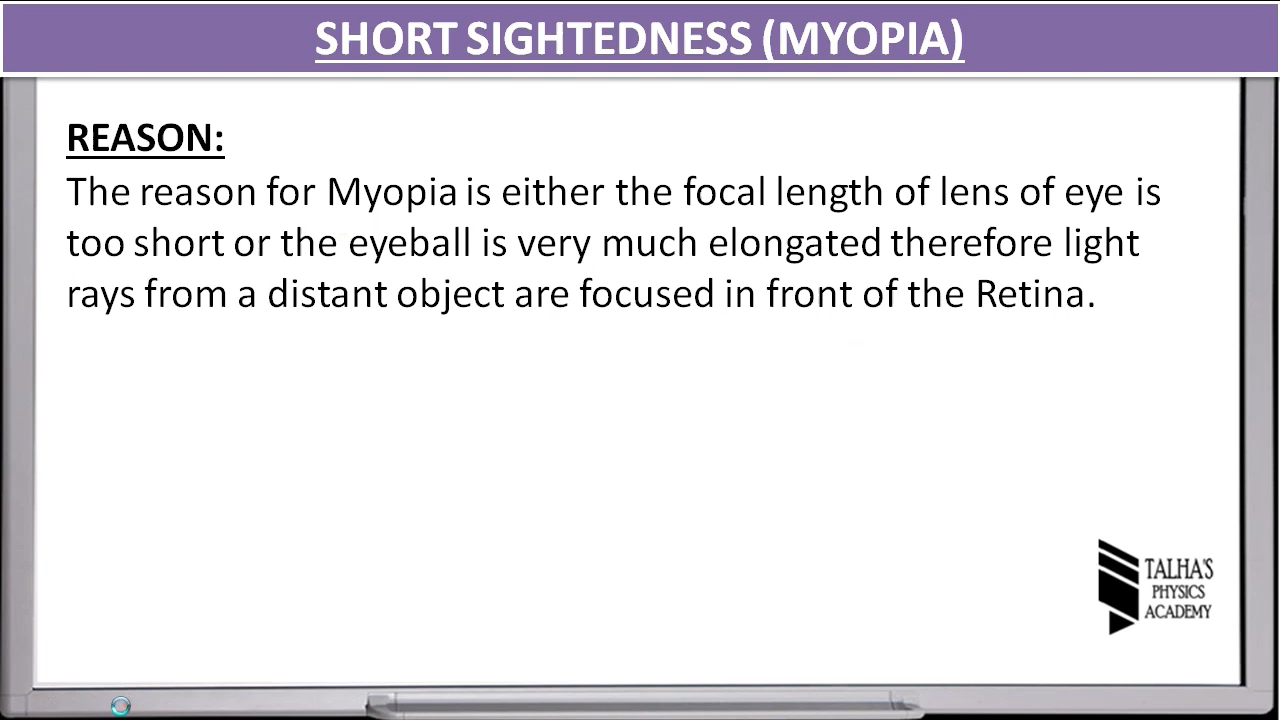 SHORT SIGHTEDNESS (MYOPIA)
REASON:
The reason for Myopia is either the focal length of lens of eye is
too short or the eyeball is very much elongated therefore light
rays from a distant object are focused in front of the Retina.
TALHA'S
PHYSICS
ACADEMY